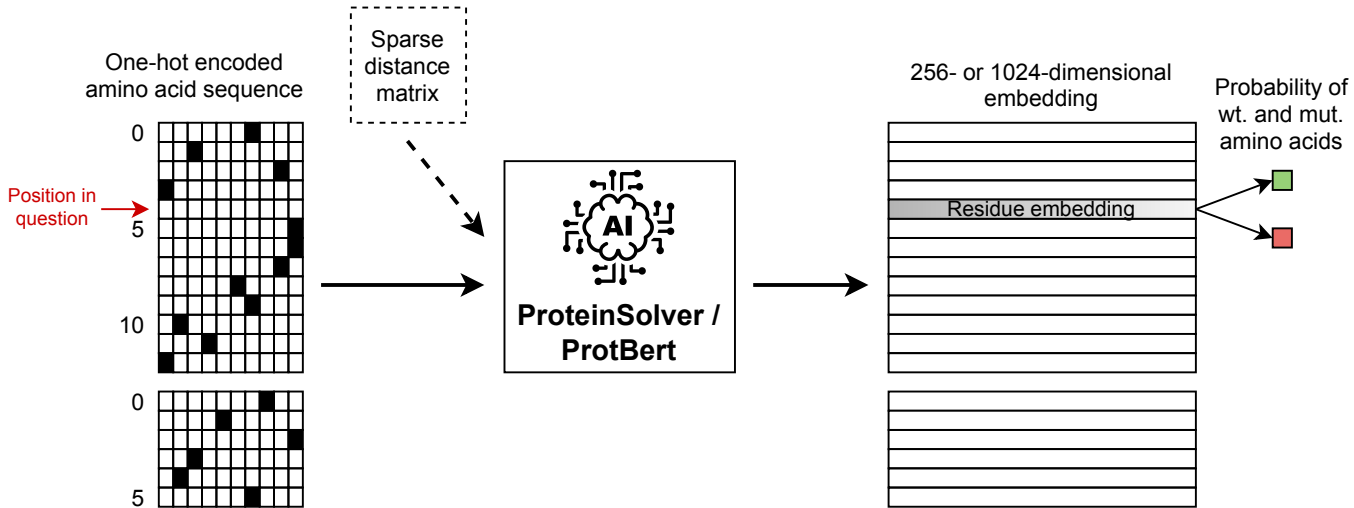 One-hot encoded
amino acid sequence
0
5
10
0
5
Position in
question
Sparse
distance
matrix
AI
ProteinSolver /
ProtBert
256- or 1024-dimensional
embedding
Residue embedding
Probability of
wt. and mut.
amino acids